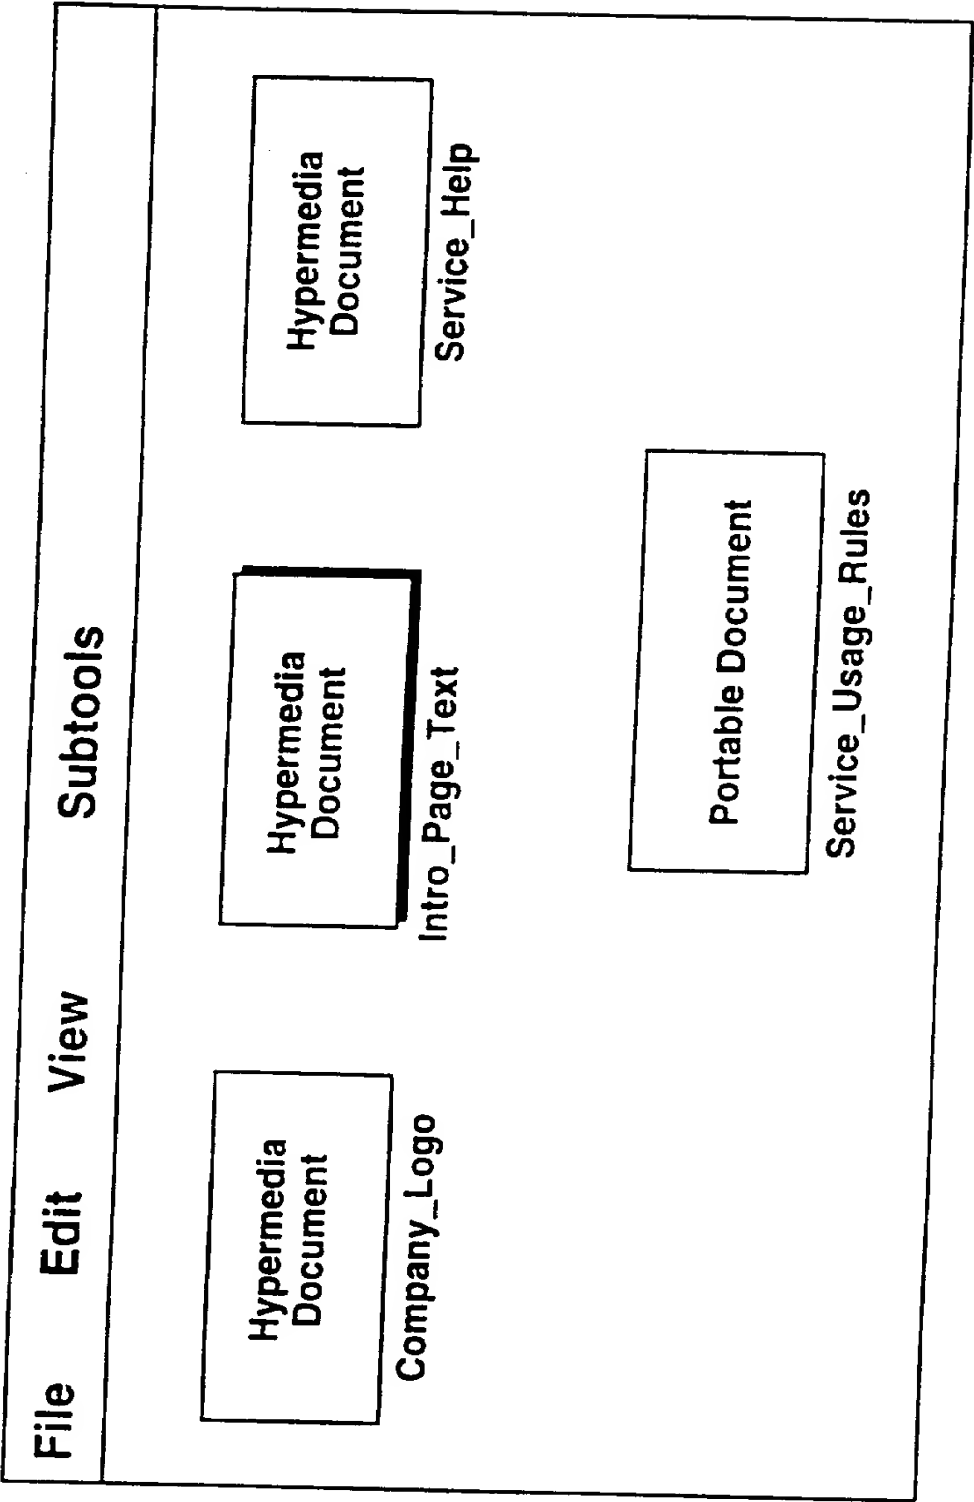 File Edit View Subtools
Hypermedia
Document
Company_Logo
Hypermedia
Document
Intro_Page_Text
Hypermedia
Document
Service_Help
Portable Document
Service_Usage_Rules